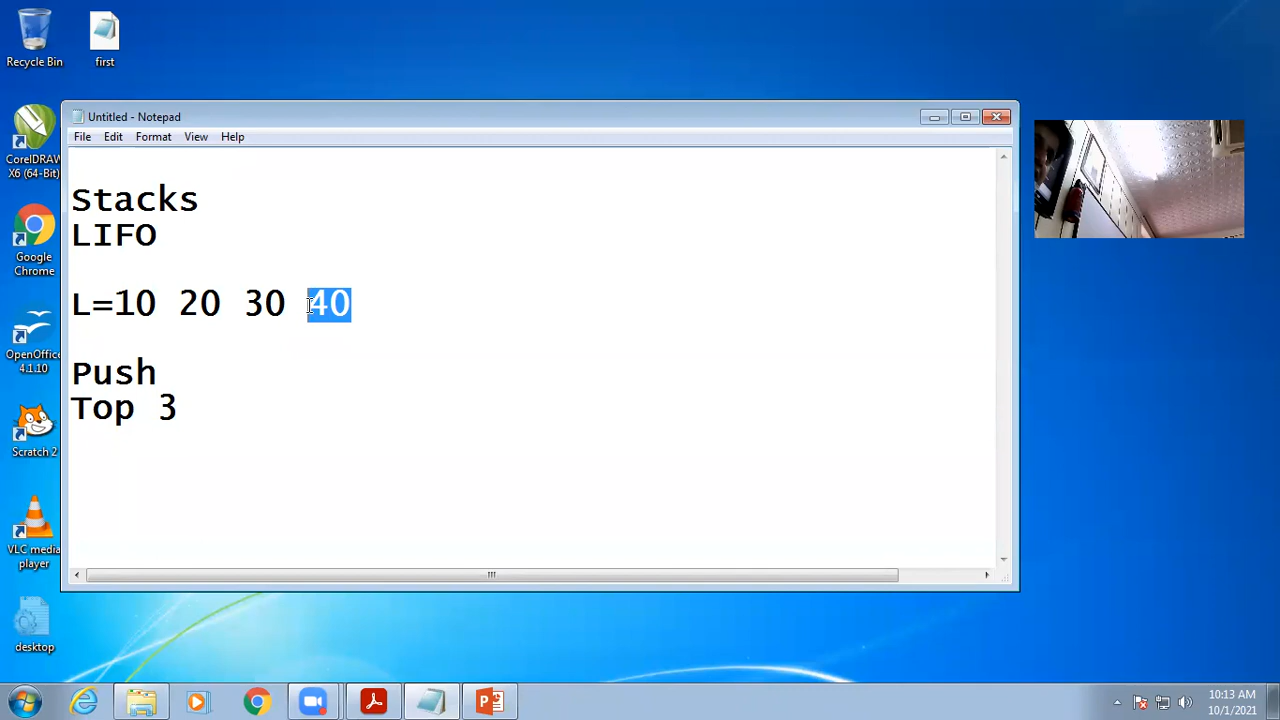 Recycle Bin
first
CorelDRAW X6 (64-Bit)
Google Chrome
OpenOffice 4.1.10
Scratch 2
VLC media player
desktop
Untitled - Notepad
File Edit Format View Help
Stacks
LIFO
L=10 20 30 40
Push
Top 3
10:13 AM
10/1/2021